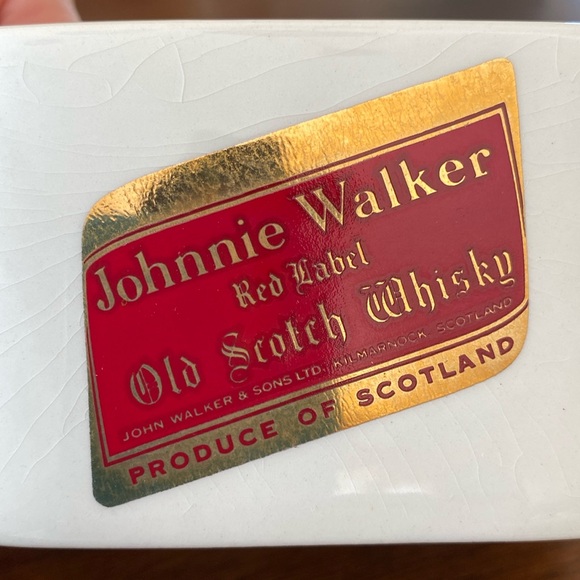 Johnnie Walker
Red Label
Old Scotch Whisky
JOHN WALKER & SONS LTD. KILMARNOCK, SCOTLAND
PRODUCE OF SCOTLAND